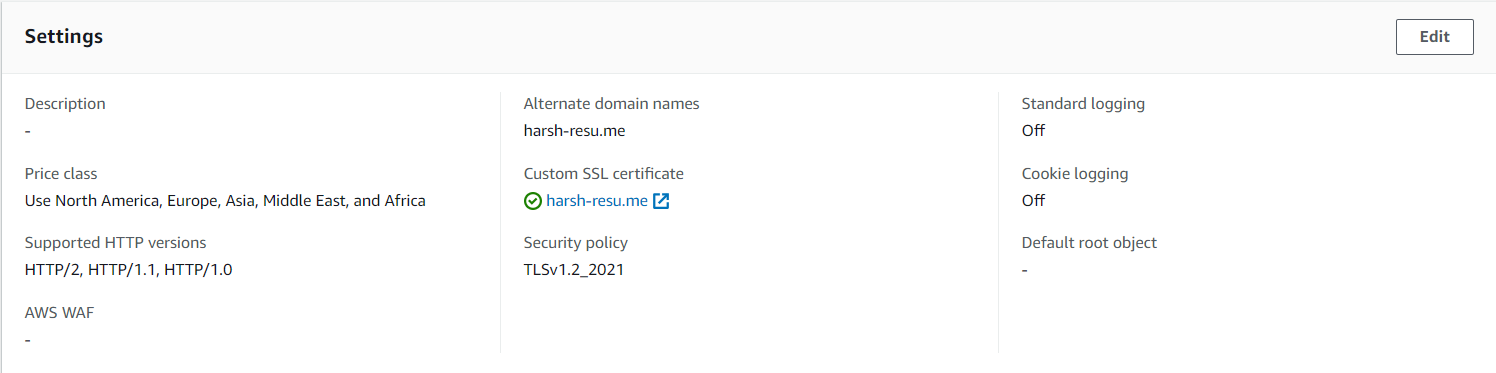 Settings
Edit
Description
-
Price class
Use North America, Europe, Asia, Middle East, and Africa
Supported HTTP versions
HTTP/2, HTTP/1.1, HTTP/1.0
AWS WAF
-
Alternate domain names
harsh-resu.me
Custom SSL certificate
harsh-resu.me
Security policy
TLSv1.2_2021
Standard logging
Off
Cookie logging
Off
Default root object
-